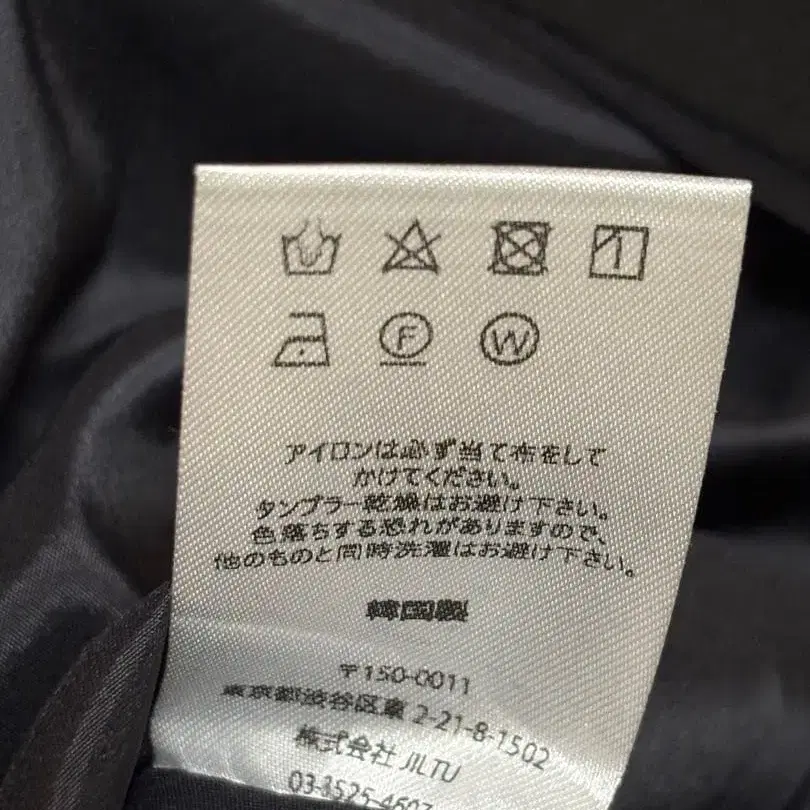 F W
アイロンは必ず当て布をして
かけてください。
タンブラー乾燥はお避け下さい。
色落ちする恐れがありますので、
他のものと同時洗濯はお避け下さい。
韓国製
〒150-0011
東京都渋谷区東 2-21-8-1502
株式会社 JILTU